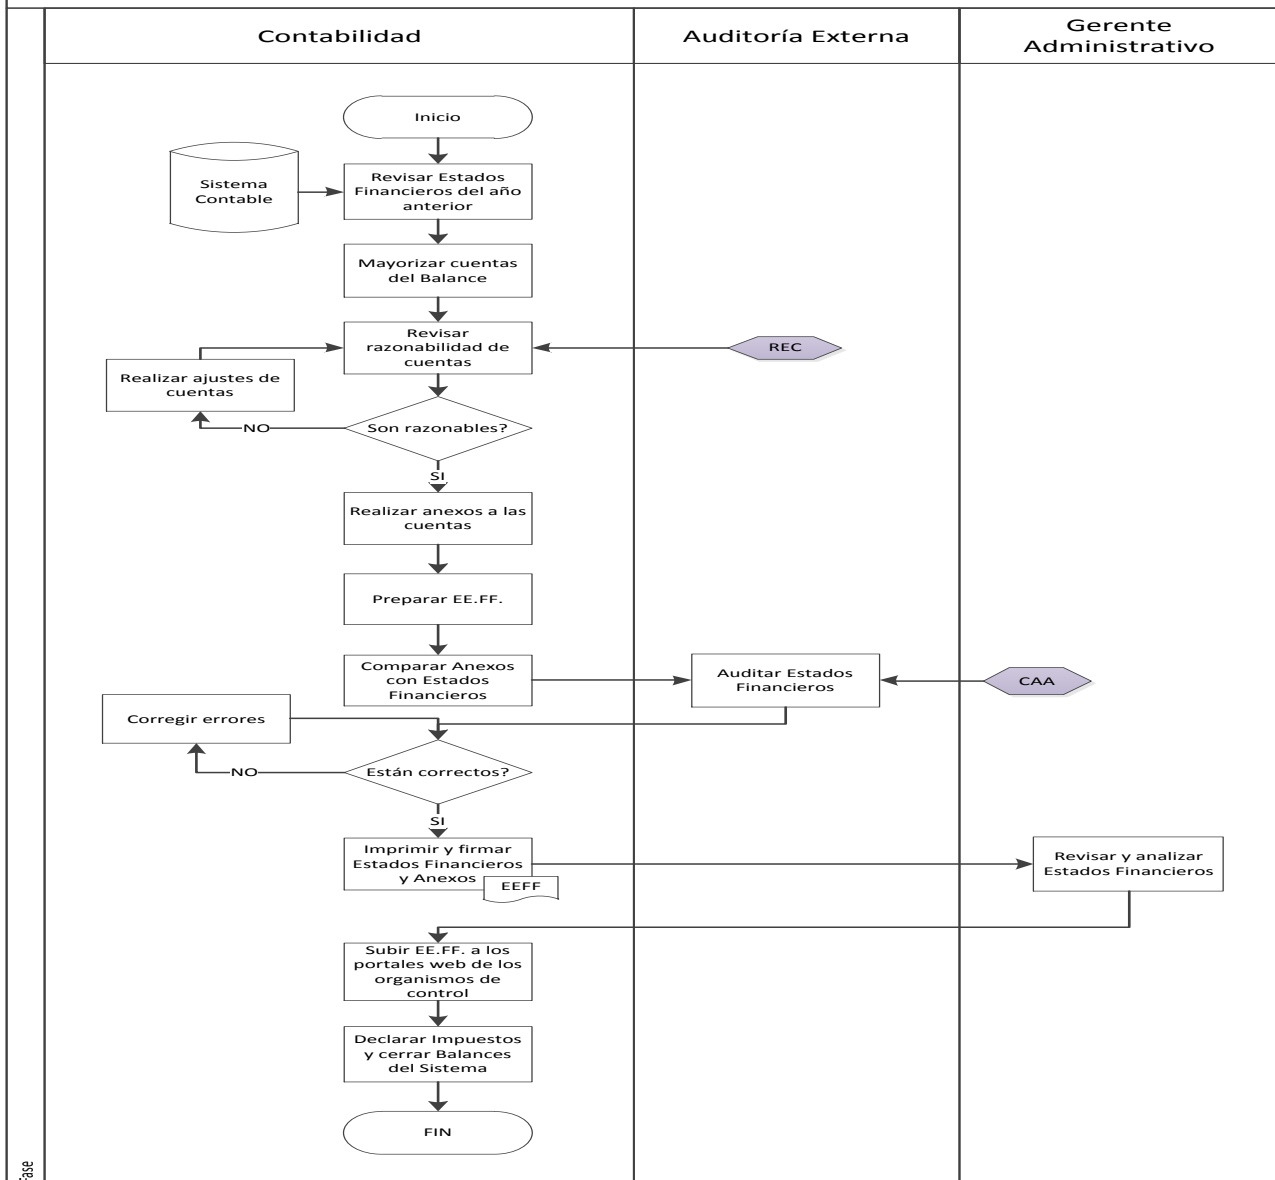 Contabilidad
Auditoría Externa
Gerente
Administrativo
Inicio
Sistema
Contable
Revisar Estados
Financieros del año
anterior
Mayorizar cuentas
del Balance
Revisar
razonabilidad de
cuentas
REC
Realizar ajustes de
cuentas
NO
Son razonables?
SI
Realizar anexos a las
cuentas
Preparar EE.FF.
Comparar Anexos
con Estados
Financieros
Auditar Estados
Financieros
CAA
Corregir errores
NO
Están correctos?
SI
Imprimir y firmar
Estados Financieros
y Anexos
EEFF
Revisar y analizar
Estados Financieros
Subir EE.FF. a los
portales web de los
organismos de
control
Declarar Impuestos
y cerrar Balances
del Sistema
FIN
Fase